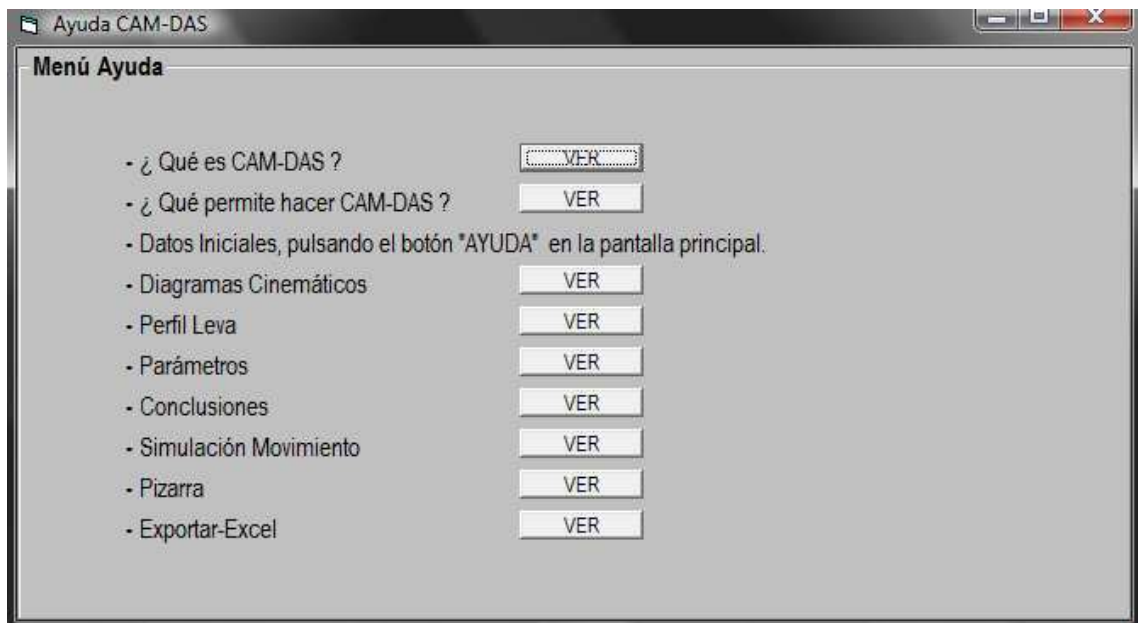 Ayuda CAM-DAS
Menú Ayuda
- ¿ Qué es CAM-DAS ? VER
- ¿ Qué permite hacer CAM-DAS ? VER
- Datos Iniciales, pulsando el botón "AYUDA" en la pantalla principal.
- Diagramas Cinemáticos VER
- Perfil Leva VER
- Parámetros VER
- Conclusiones VER
- Simulación Movimiento VER
- Pizarra VER
- Exportar-Excel VER